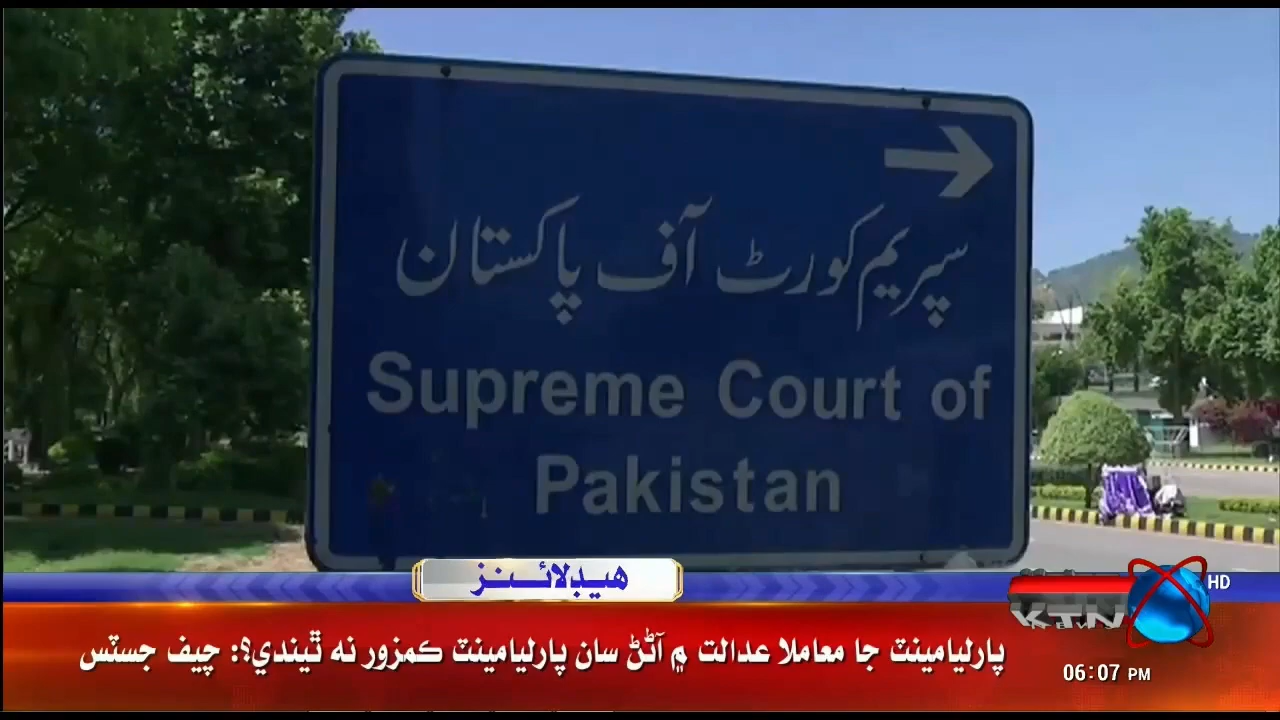 سپریم کورٹ آف پاکستان
Supreme Court of
Pakistan
هيڊلائنز
HD
KTN
NEWS
پارليامينٽ جا معاملا عدالت ۾ آڻڻ سان پارليامينٽ ڪمزور نه ٿيندي؟: چيف جسٽس
06:07 PM